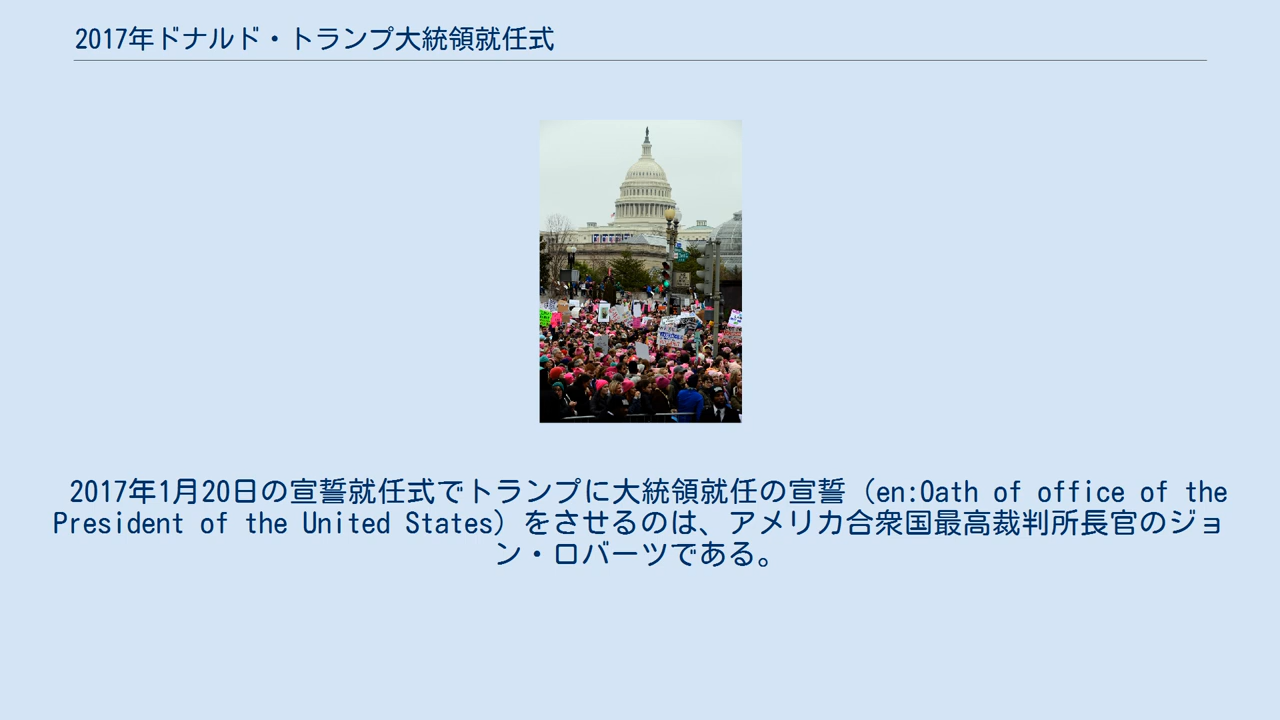 2017年ドナルド・トランプ大統領就任式
2017年1月20日の宣誓就任式でトランプに大統領就任の宣誓（en:Oath of office of the
President of the United States）をさせるのは、アメリカ合衆国最高裁判所長官のジョ
ン・ロバーツである。